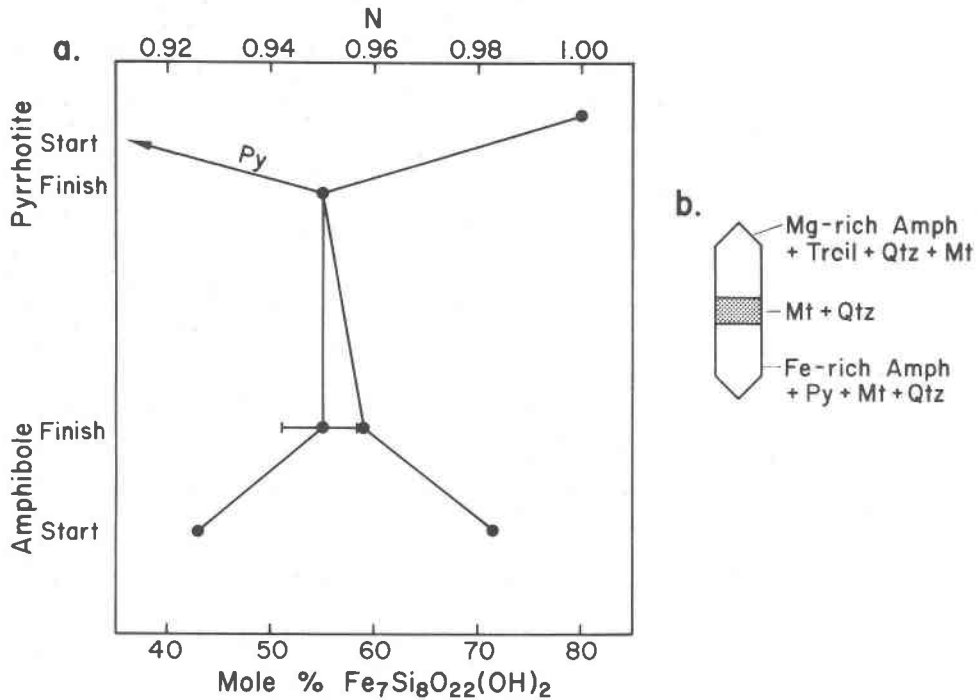 a.
N
0.92 0.94 0.96 0.98 1.00
Pyrrhotite
Start
Finish
Py
Amphibole
Finish
Start
40 50 60 70 80
Mole % Fe₇Si₈O₂₂(OH)₂
b.
Mg-rich Amph
+ Troil + Qtz + Mt
Mt + Qtz
Fe-rich Amph
+ Py + Mt + Qtz